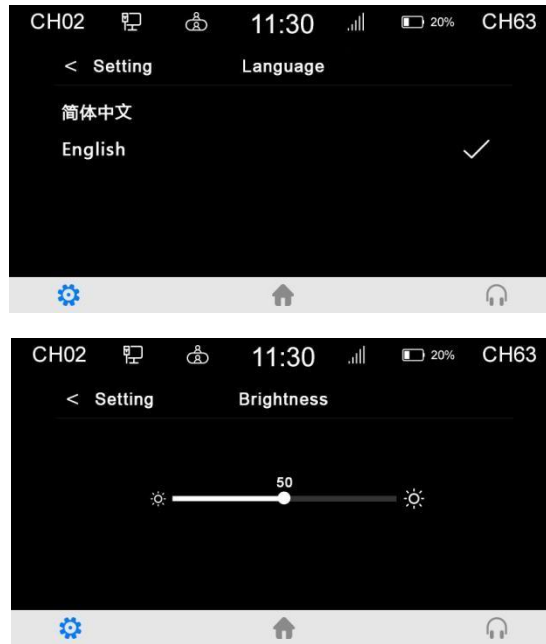 CH02 11:30 20% CH63
< Setting Language
简体中文
English
CH02 11:30 20% CH63
< Setting Brightness
50